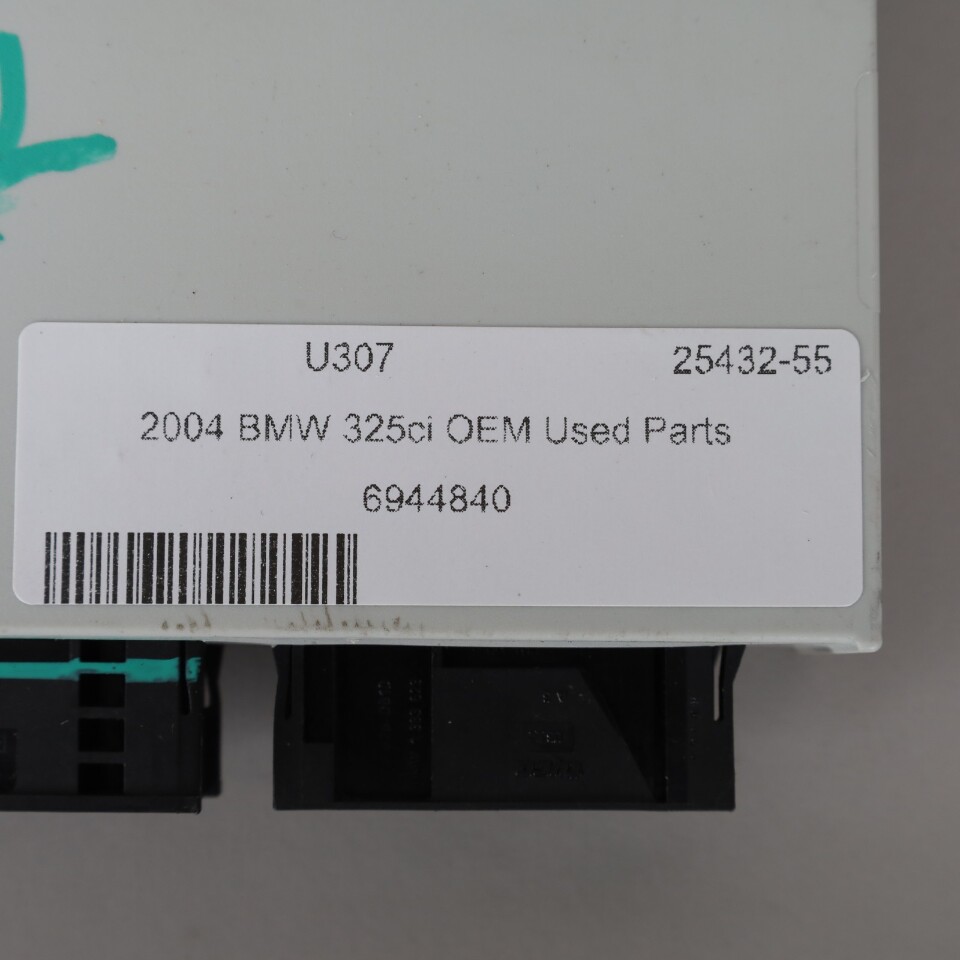 U307 25432-55
2004 BMW 325ci OEM Used Parts
6944840